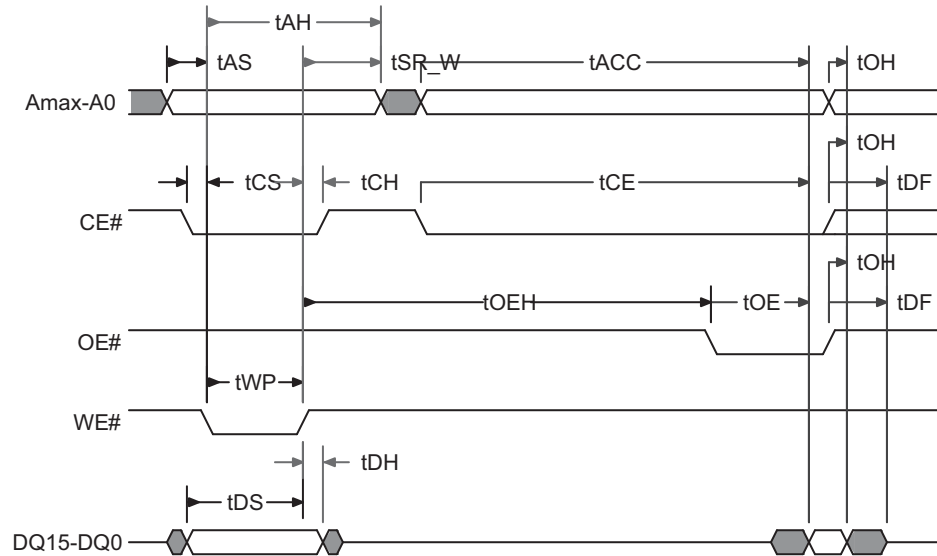 tAH
tAS tSR_W tACC tOH
Amax-A0
tOH
tCS tCH tCE tDF
CE#
tOH
tOEH tOE tDF
OE#
tWP
WE#
tDH
tDS
DQ15-DQ0